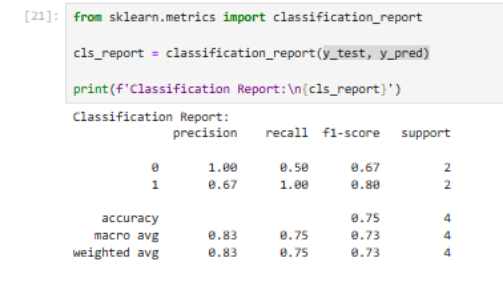 [21]: from sklearn.metrics import classification_report
cls_report = classification_report(y_test, y_pred)
print(f'Classification Report:\n{cls_report}')
Classification Report:
precision recall f1-score support
0 1.00 0.50 0.67 2
1 0.67 1.00 0.80 2
accuracy 0.75 4
macro avg 0.83 0.75 0.73 4
weighted avg 0.83 0.75 0.73 4